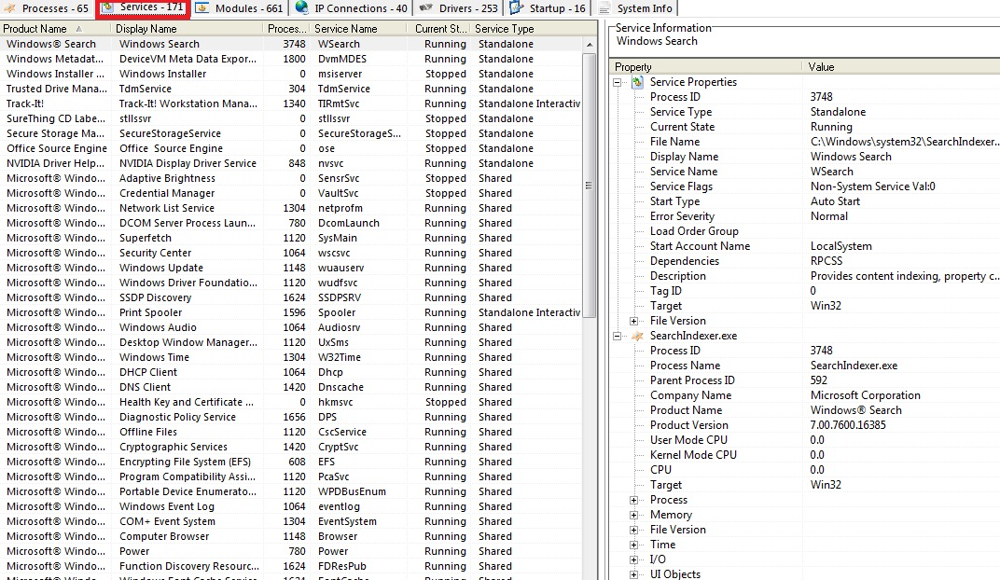 Processes - 65 Services - 171 Modules - 661 IP Connections - 40 Drivers - 253 Startup - 16 System Info
Product Name Display Name Proces... Service Name Current St... Service Type
Windows® Search Windows Search 3748 WSearch Running Standalone
Windows Metadat... DeviceVM Meta Data Expor... 1800 DvmMDES Running Standalone
Windows Installer ... Windows Installer 0 msiserver Stopped Standalone
Trusted Drive Mana... TdmService 304 TdmService Running Standalone
Track-It! Track-It! Workstation Mana... 1340 TIRmtSvc Running Standalone Interactiv
SureThing CD Labe... stllssvr 0 stllssvr Stopped Standalone
Secure Storage Ma... SecureStorageService 0 SecureStorageS... Stopped Standalone
Office Source Engine Office Source Engine 0 ose Stopped Standalone
NVIDIA Driver Help... NVIDIA Display Driver Service 848 nvsvc Running Standalone
Microsoft® Windo... Adaptive Brightness 0 SensrSvc Stopped Shared
Microsoft® Windo... Credential Manager 0 VaultSvc Stopped Shared
Microsoft® Windo... Network List Service 1304 netprofm Running Shared
Microsoft® Windo... DCOM Server Process Laun... 780 DcomLaunch Running Shared
Microsoft® Windo... Superfetch 1120 SysMain Running Shared
Microsoft® Windo... Security Center 1064 wscsvc Running Shared
Microsoft® Windo... Windows Update 1148 wuauserv Running Shared
Microsoft® Windo... Windows Driver Foundatio... 1120 wudfsvc Running Shared
Microsoft® Windo... SSDP Discovery 1624 SSDPSRV Running Shared
Microsoft® Windo... Print Spooler 1596 Spooler Running Standalone Interactiv
Microsoft® Windo... Windows Audio 1064 Audiosrv Running Shared
Microsoft® Windo... Desktop Window Manager... 1120 UxSms Running Shared
Microsoft® Windo... Windows Time 1304 W32Time Running Shared
Microsoft® Windo... DHCP Client 1064 Dhcp Running Shared
Microsoft® Windo... DNS Client 1420 Dnscache Running Shared
Microsoft® Windo... Health Key and Certificate ... 0 hkmsvc Stopped Shared
Microsoft® Windo... Diagnostic Policy Service 1656 DPS Running Shared
Microsoft® Windo... Offline Files 1120 CscService Running Shared
Microsoft® Windo... Cryptographic Services 1420 CryptSvc Running Shared
Microsoft® Windo... Encrypting File System (EFS) 608 EFS Running Shared
Microsoft® Windo... Program Compatibility Assi... 1120 PcaSvc Running Shared
Microsoft® Windo... Portable Device Enumerato... 1120 WPDBusEnum Running Shared
Microsoft® Windo... Windows Event Log 1064 eventlog Running Shared
Microsoft® Windo... COM+ Event System 1304 EventSystem Running Shared
Microsoft® Windo... Computer Browser 1148 Browser Running Shared
Microsoft® Windo... Power 780 Power Running Shared
Microsoft® Windo... Function Discovery Resourc... 1624 FDResPub Running Shared
Microsoft® Windo... Windows Font Cache Service 1624 FontCache Running Shared
Service Information
Windows Search
Property Value
Service Properties
Process ID 3748
Service Type Standalone
Current State Running
File Name C:\Windows\system32\SearchIndexer...
Display Name Windows Search
Service Name WSearch
Service Flags Non-System Service Val:0
Start Type Auto Start
Error Severity Normal
Load Order Group
Start Account Name LocalSystem
Dependencies RPCSS
Description Provides content indexing, property c...
Tag ID 0
Target Win32
File Version
SearchIndexer.exe
Process ID 3748
Process Name SearchIndexer.exe
Parent Process ID 592
Company Name Microsoft Corporation
Product Name Windows® Search
Product Version 7.00.7600.16385
User Mode CPU 0.0
Kernel Mode CPU 0.0
CPU 0.0
Target Win32
Process
Memory
File Version
Time
I/O
UI Objects